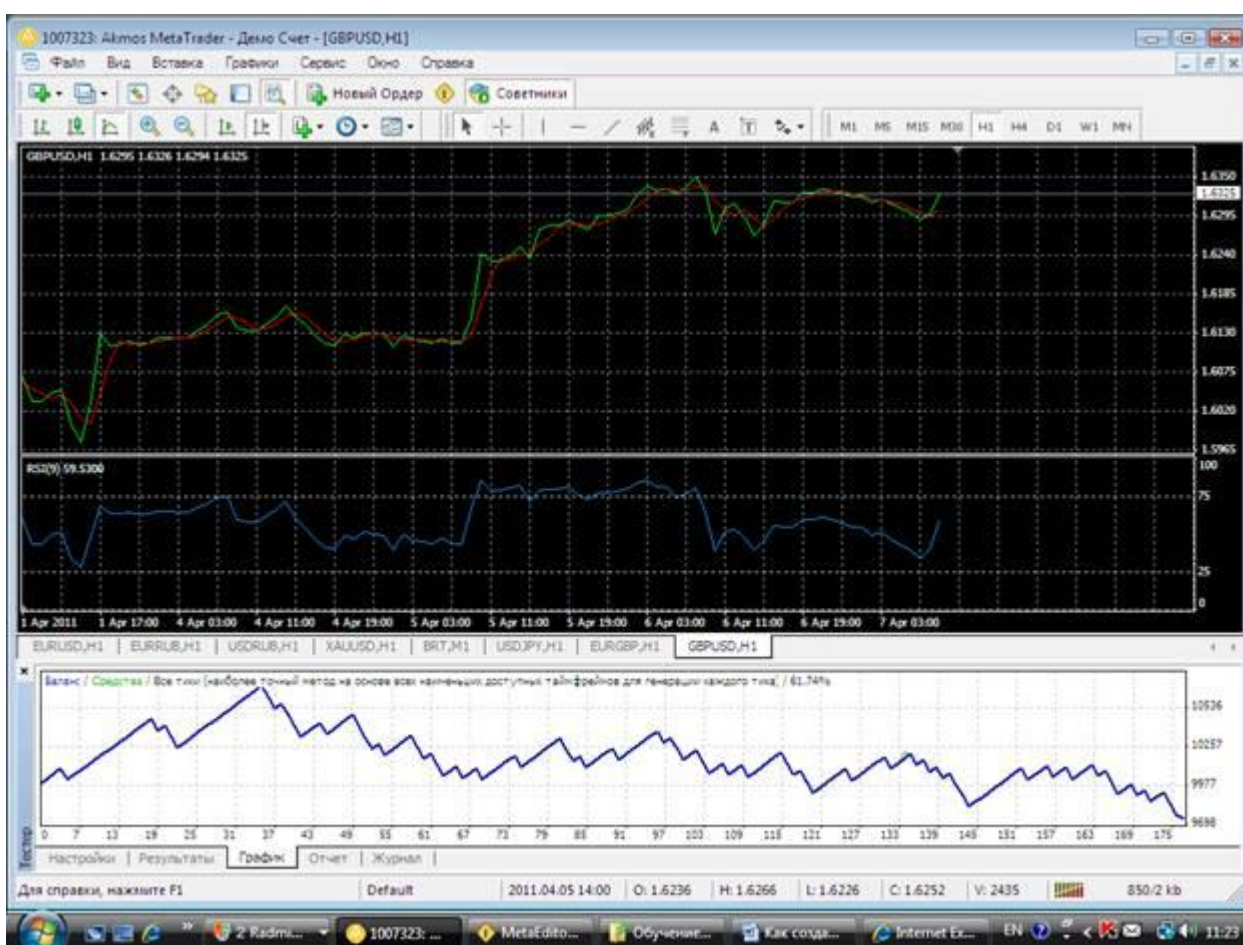 1007323: Akmos MetaTrader - Демо Счет - [GBPUSD,H1]
Файл Вид Вставка Графики Сервис Окно Справка
Новый Ордер Советники
A T M1 M5 M15 M30 H1 H4 D1 W1 MN
GBPUSD,H1 1.6295 1.6326 1.6294 1.6325
1.6350
1.6325
1.6295
1.6240
1.6185
1.6130
1.6075
1.6020
1.5965
RSI(9) 59.5300
100
75
25
0
1 Apr 2011 1 Apr 17:00 4 Apr 03:00 4 Apr 11:00 4 Apr 19:00 5 Apr 03:00 5 Apr 11:00 5 Apr 19:00 6 Apr 03:00 6 Apr 11:00 6 Apr 19:00 7 Apr 03:00
EURUSD,H1 | EURRUB,H1 | USDRUB,H1 | XAUUSD,H1 | BRT,M1 | USDJPY,H1 | EURGBP,H1 | GBPUSD,H1
Баланс / Средства / Все тики (наиболее точный метод на основе всех наименьших доступных таймфреймов для генерации каждого тика) / 61.74%
10536
10257
9977
9698
0 7 13 19 25 31 37 43 49 55 61 67 73 79 85 91 97 103 109 115 121 127 133 139 145 151 157 163 169 175
Тестер
Настройки | Результаты | График | Отчет | Журнал |
Для справки, нажмите F1 Default 2011.04.05 14:00 O: 1.6236 H: 1.6266 L: 1.6226 C: 1.6252 V: 2435 850/2 kb
2 Radmi... 1007323: ... MetaEdito... Обучение... Как созда... Internet Ex... EN 11:23